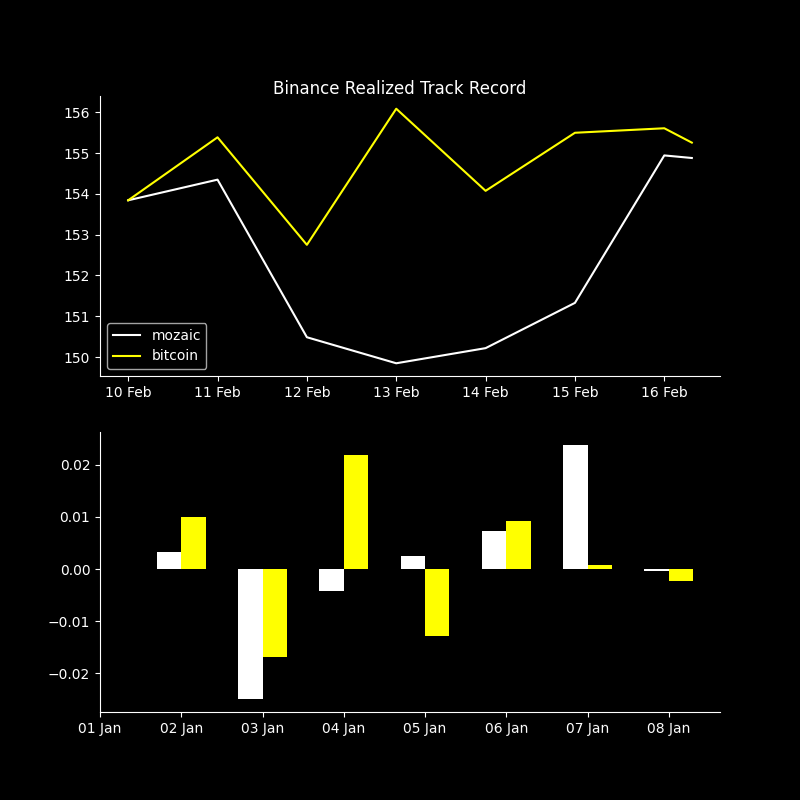 Binance Realized Track Record
156
155
154
153
152
151
150
mozaic
bitcoin
10 Feb 11 Feb 12 Feb 13 Feb 14 Feb 15 Feb 16 Feb
0.02
0.01
0.00
−0.01
−0.02
01 Jan 02 Jan 03 Jan 04 Jan 05 Jan 06 Jan 07 Jan 08 Jan